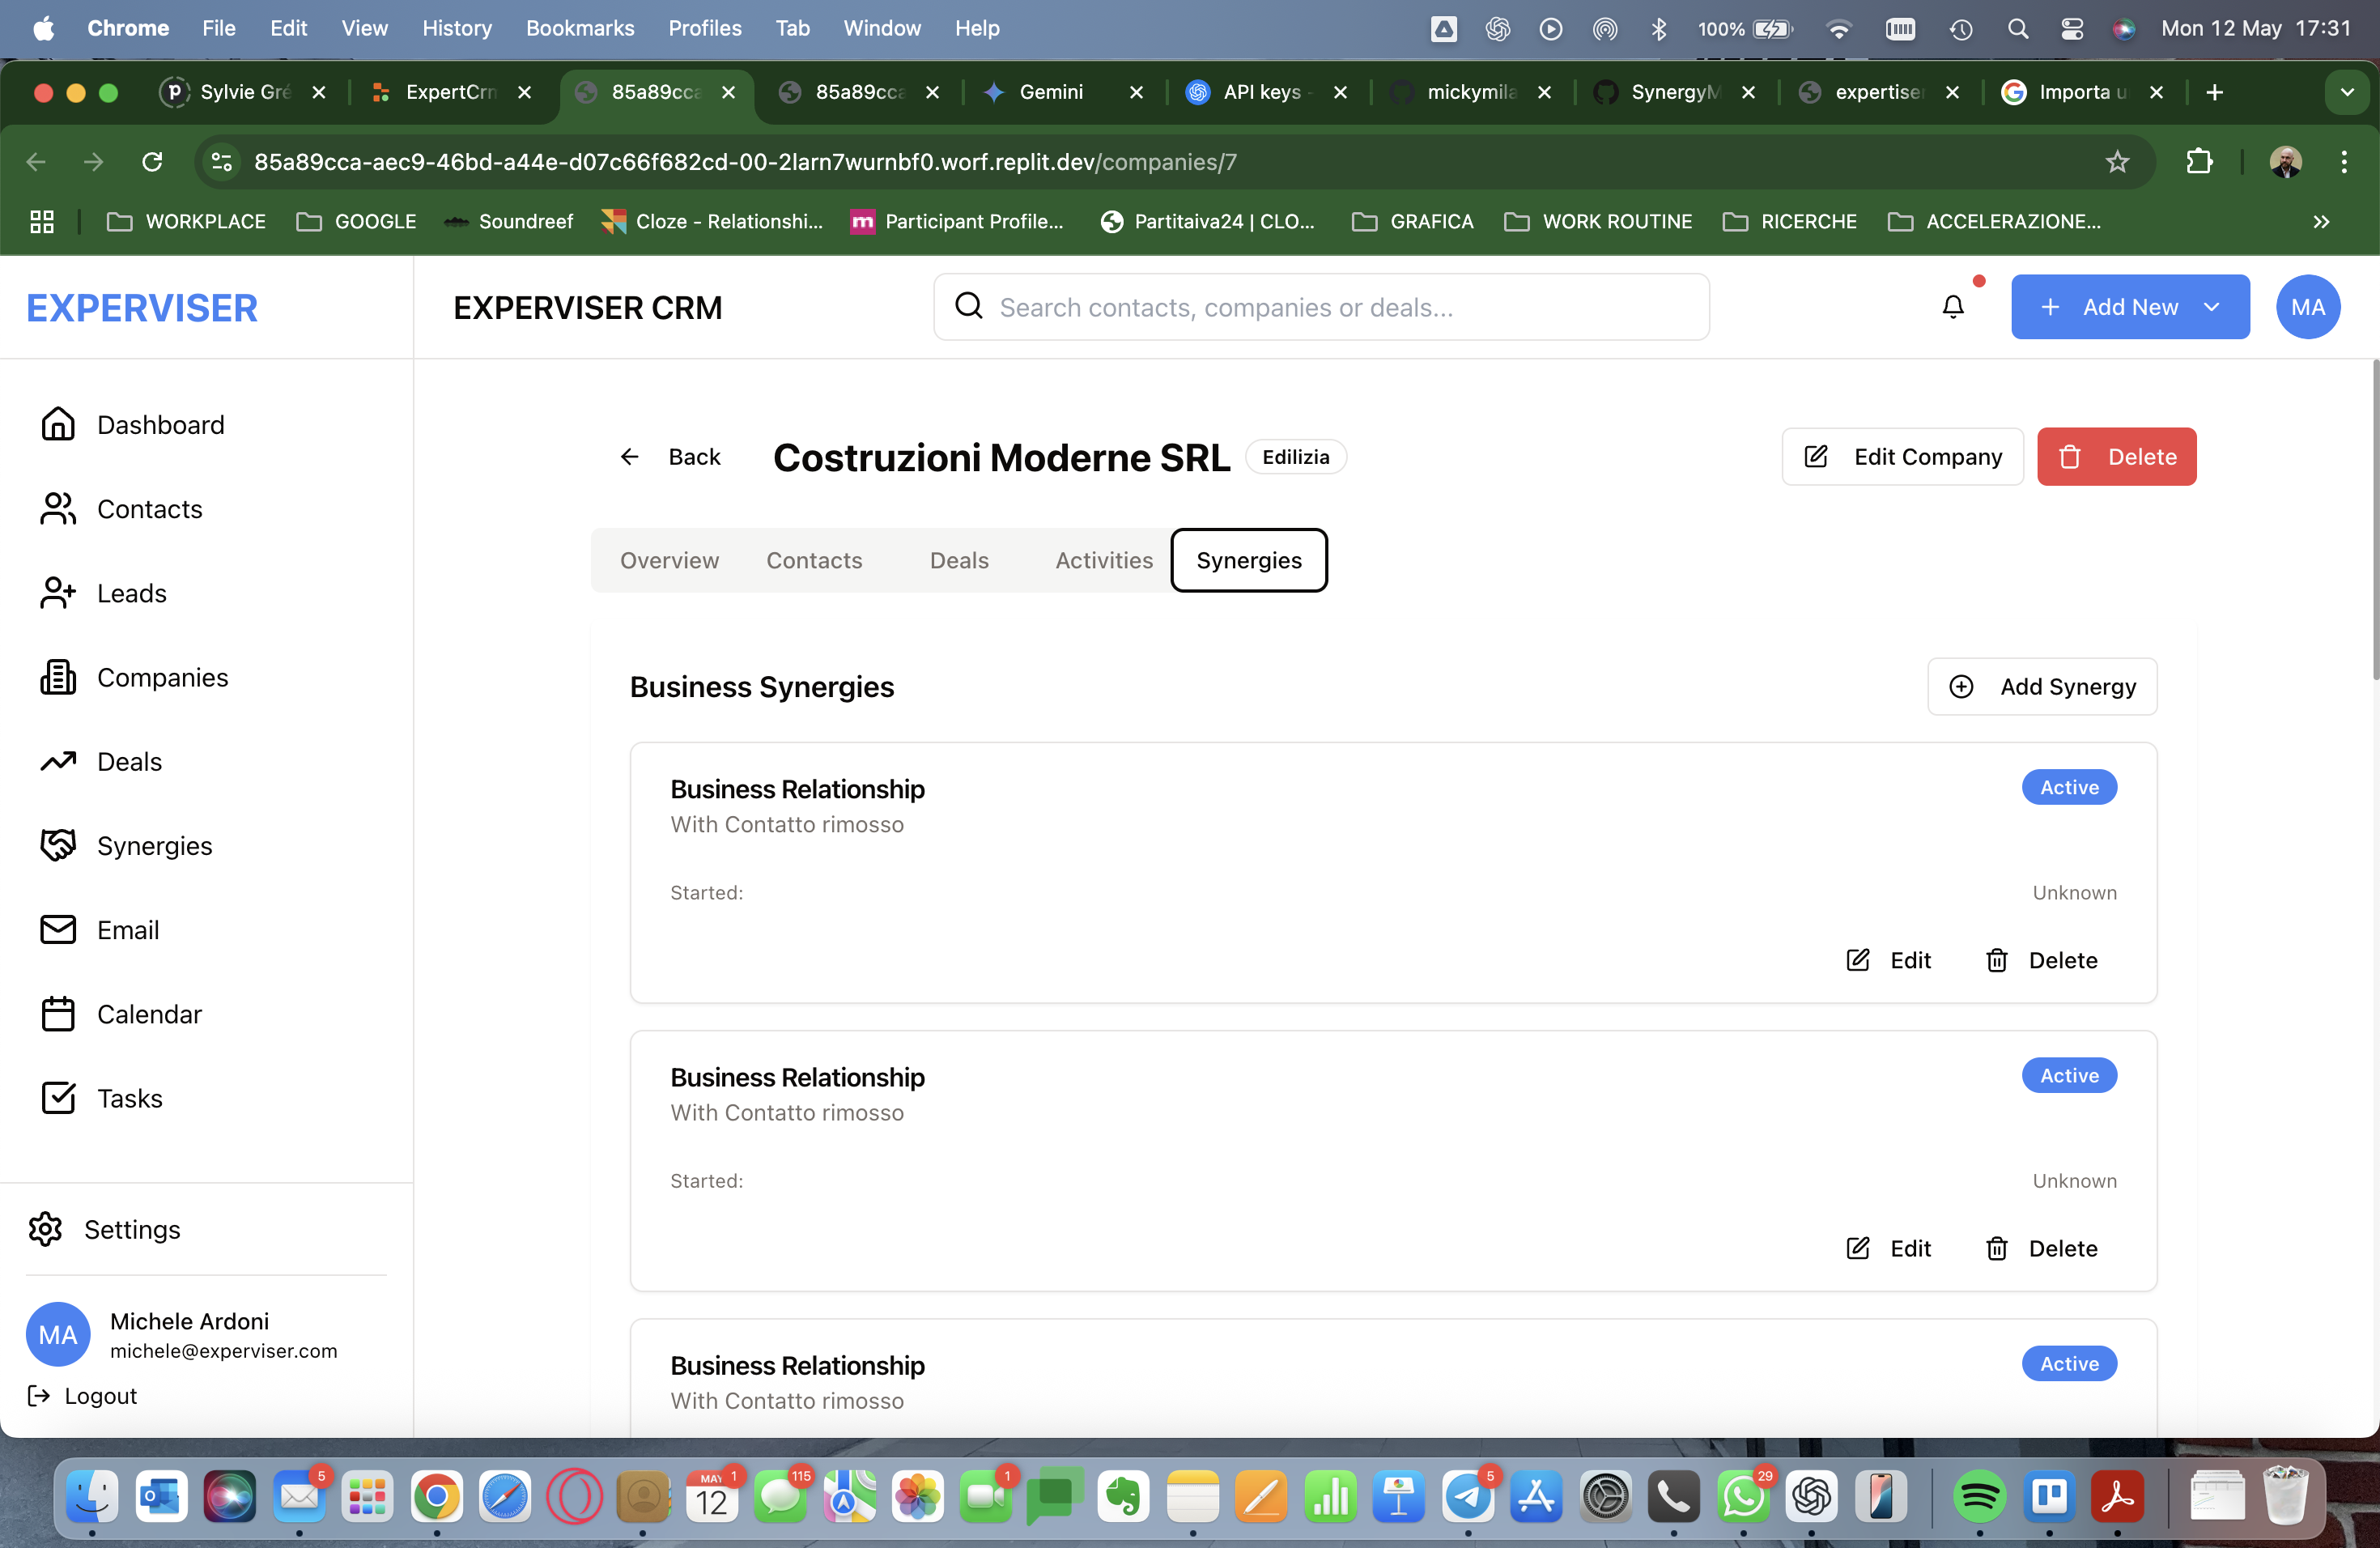 Chrome File Edit View History Bookmarks Profiles Tab Window Help 100% Mon 12 May 17:31
Sylvie Gré ExpertCrm 85a89cca 85a89cca Gemini API keys - mickymila SynergyM expertise Importa u
85a89cca-aec9-46bd-a44e-d07c66f682cd-00-2larn7wurnbf0.worf.replit.dev/companies/7
WORKPLACE GOOGLE Soundreef Cloze - Relationshi... Participant Profile... Partitaiva24 | CLO... GRAFICA WORK ROUTINE RICERCHE ACCELERAZIONE...
EXPERVISER
EXPERVISER CRM
Search contacts, companies or deals...
Add New
MA
Dashboard
Contacts
Leads
Companies
Deals
Synergies
Email
Calendar
Tasks
Settings
MA
Michele Ardoni
michele@experviser.com
Logout
Back
Costruzioni Moderne SRL
Edilizia
Edit Company
Delete
Overview Contacts Deals Activities Synergies
Business Synergies
Add Synergy
Business Relationship
Active
With Contatto rimosso
Started:
Unknown
Edit Delete
Business Relationship
Active
With Contatto rimosso
Started:
Unknown
Edit Delete
Business Relationship
Active
With Contatto rimosso
5 MAY 1 12 115 1 5 29